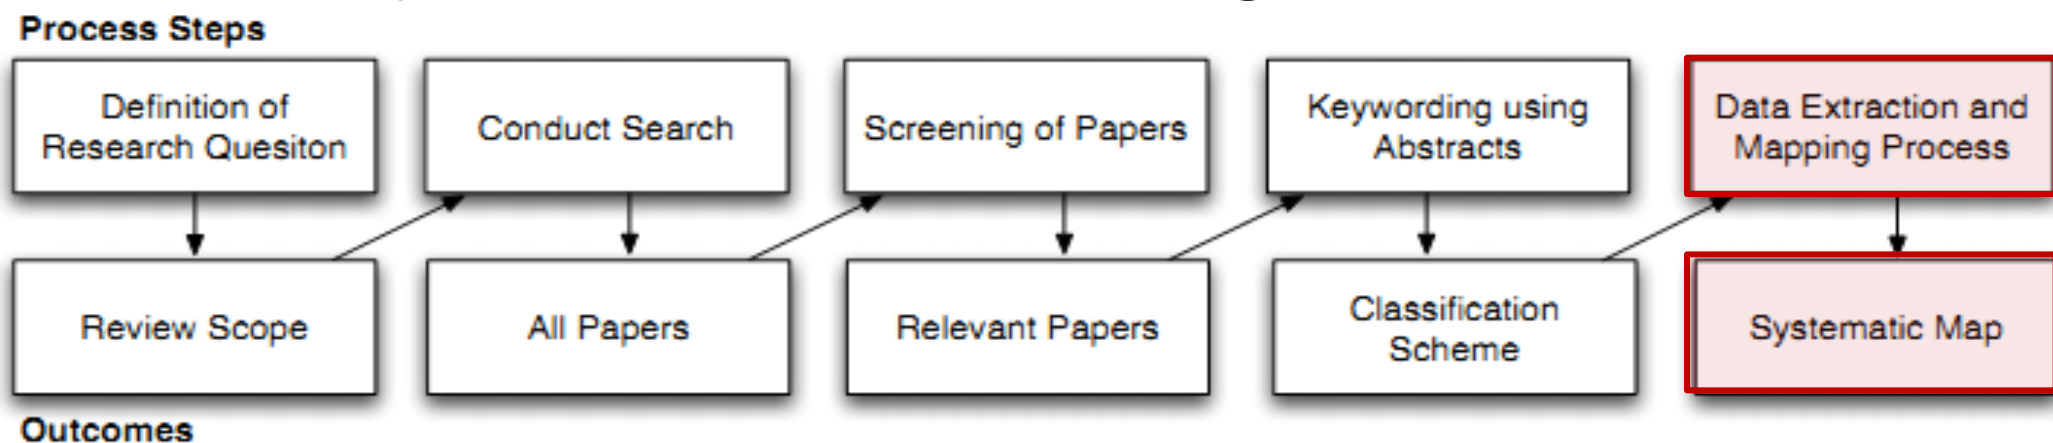 Process Steps
Definition of
Research Quesiton
Conduct Search
Screening of Papers
Keywording using
Abstracts
Data Extraction and
Mapping Process
Review Scope
All Papers
Relevant Papers
Classification
Scheme
Systematic Map
Outcomes